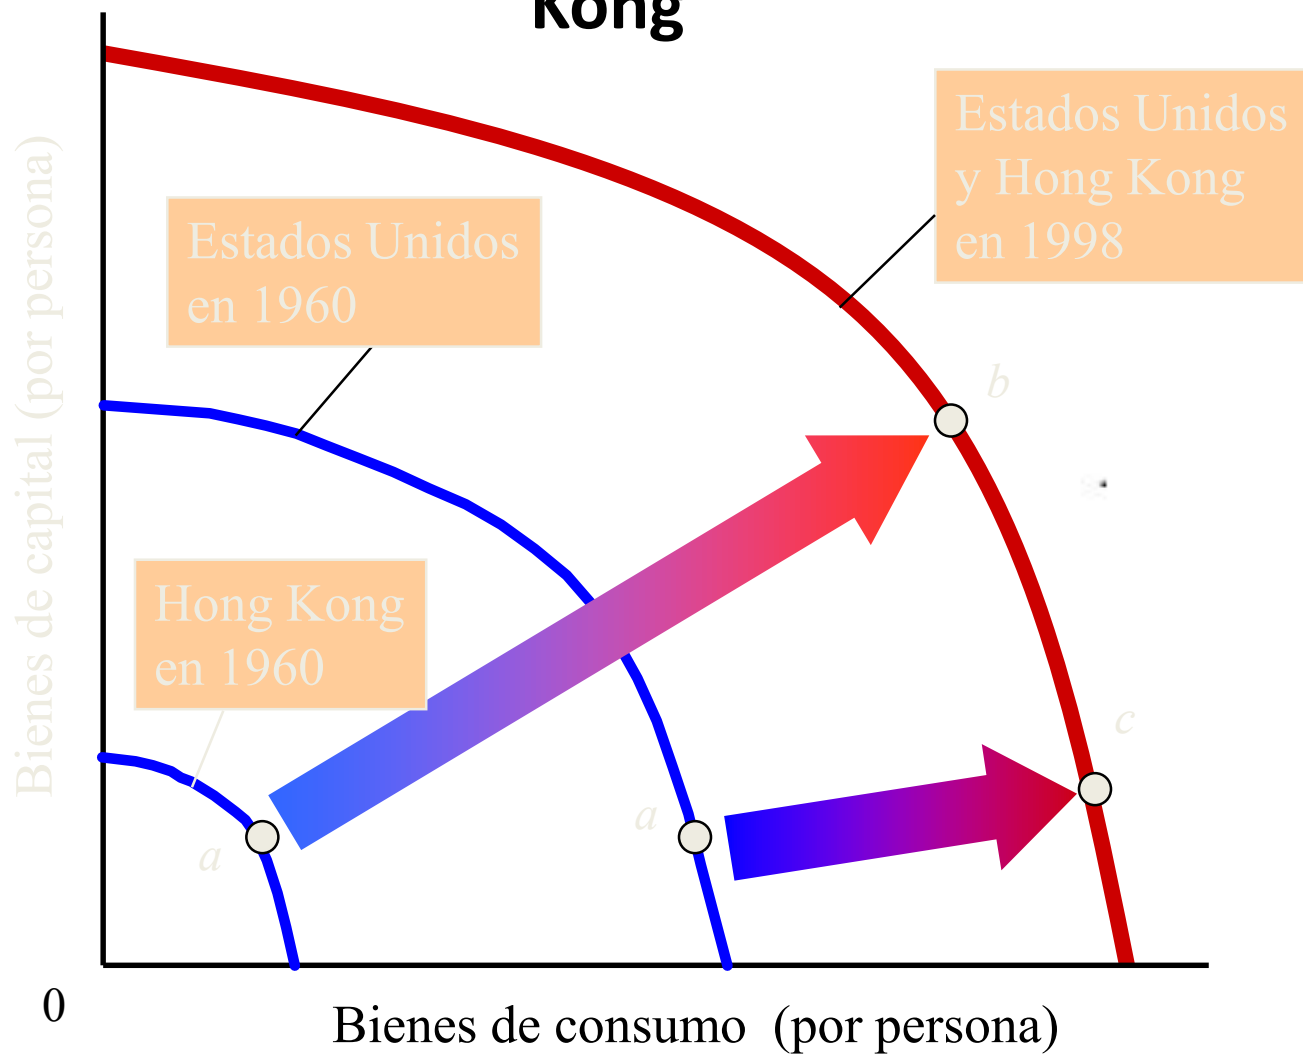 Kong
Estados Unidos
y Hong Kong
en 1998
Estados Unidos
en 1960
b
Bienes de capital (por persona)
Hong Kong
en 1960
c
a
a
0
Bienes de consumo (por persona)